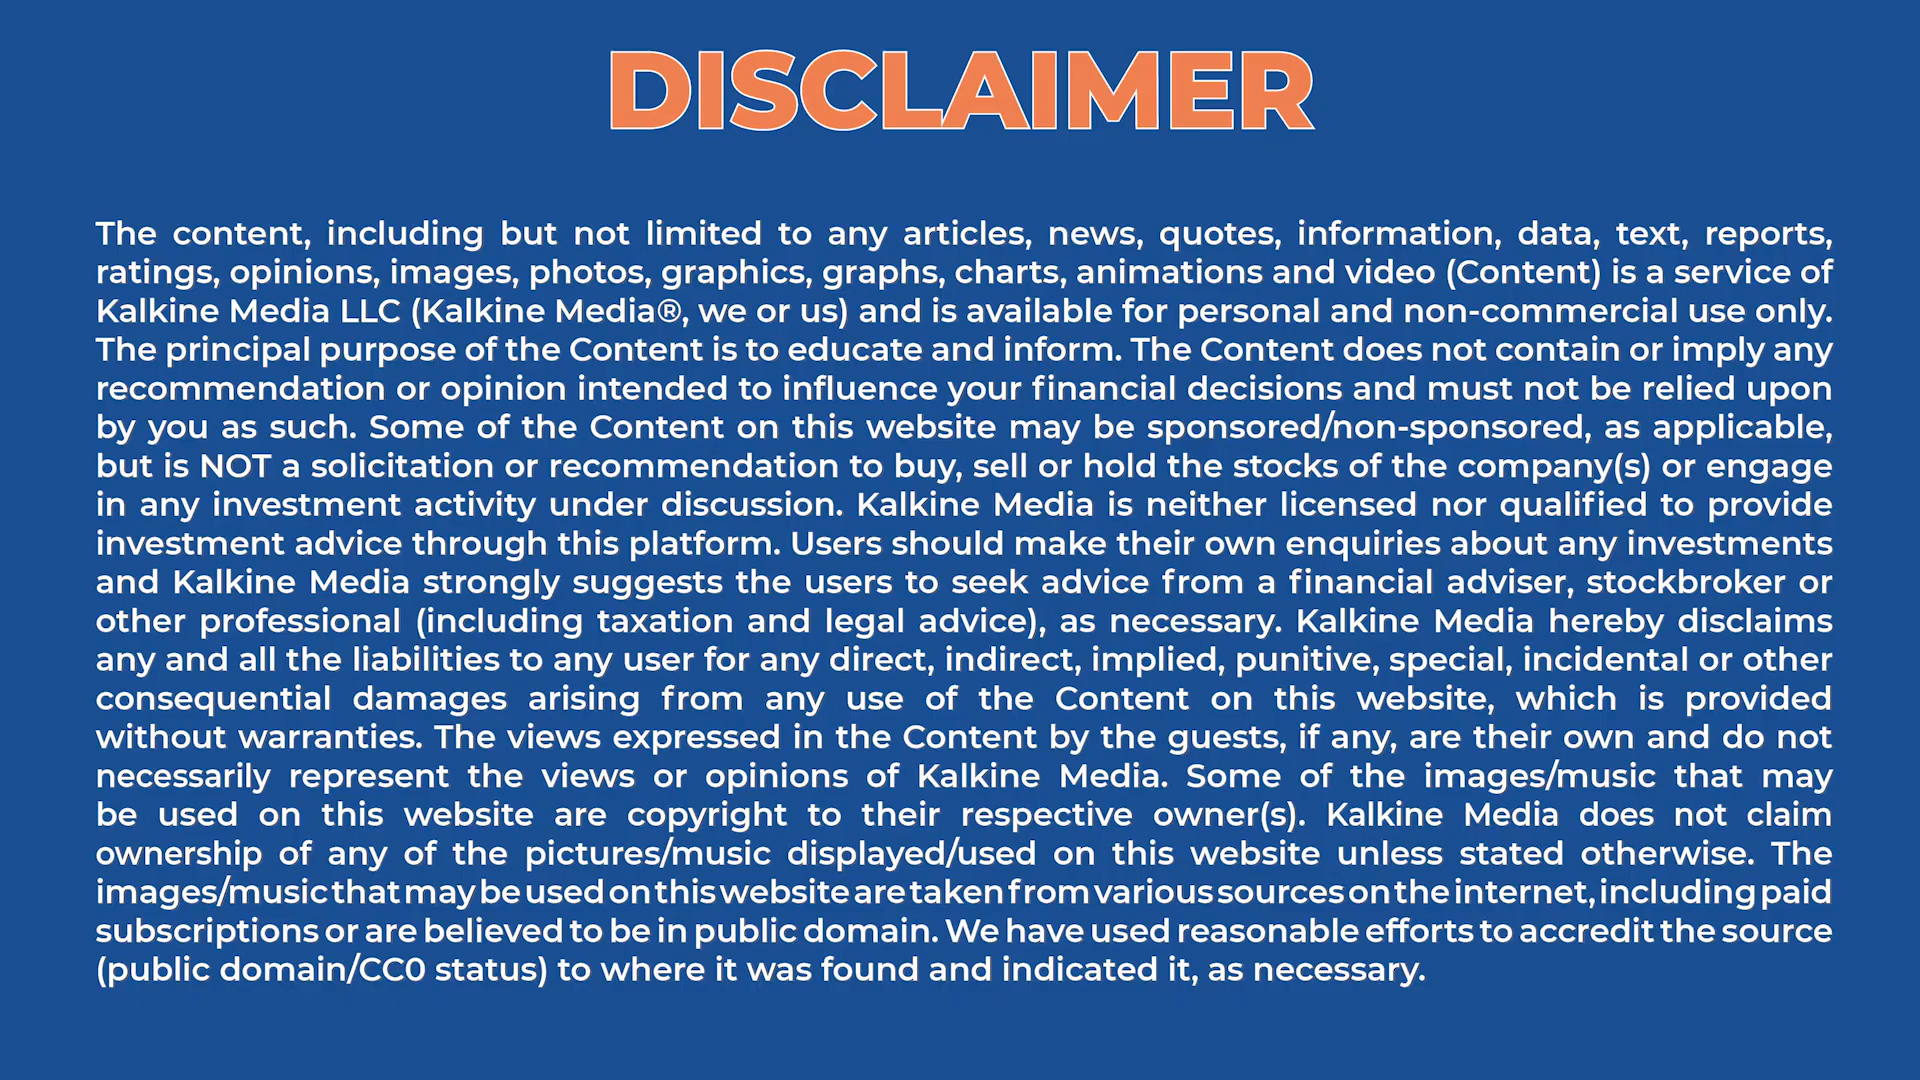 DISCLAIMER
The content, including but not limited to any articles, news, quotes, information, data, text, reports,
ratings, opinions, images, photos, graphics, graphs, charts, animations and video (Content) is a service of
Kalkine Media LLC (Kalkine Media®, we or us) and is available for personal and non-commercial use only.
The principal purpose of the Content is to educate and inform. The Content does not contain or imply any
recommendation or opinion intended to influence your financial decisions and must not be relied upon
by you as such. Some of the Content on this website may be sponsored/non-sponsored, as applicable,
but is NOT a solicitation or recommendation to buy, sell or hold the stocks of the company(s) or engage
in any investment activity under discussion. Kalkine Media is neither licensed nor qualified to provide
investment advice through this platform. Users should make their own enquiries about any investments
and Kalkine Media strongly suggests the users to seek advice from a financial adviser, stockbroker or
other professional (including taxation and legal advice), as necessary. Kalkine Media hereby disclaims
any and all the liabilities to any user for any direct, indirect, implied, punitive, special, incidental or other
consequential damages arising from any use of the Content on this website, which is provided
without warranties. The views expressed in the Content by the guests, if any, are their own and do not
necessarily represent the views or opinions of Kalkine Media. Some of the images/music that may
be used on this website are copyright to their respective owner(s). Kalkine Media does not claim
ownership of any of the pictures/music displayed/used on this website unless stated otherwise. The
images/music that may be used on this website are taken from various sources on the internet, including paid
subscriptions or are believed to be in public domain. We have used reasonable efforts to accredit the source
(public domain/CC0 status) to where it was found and indicated it, as necessary.